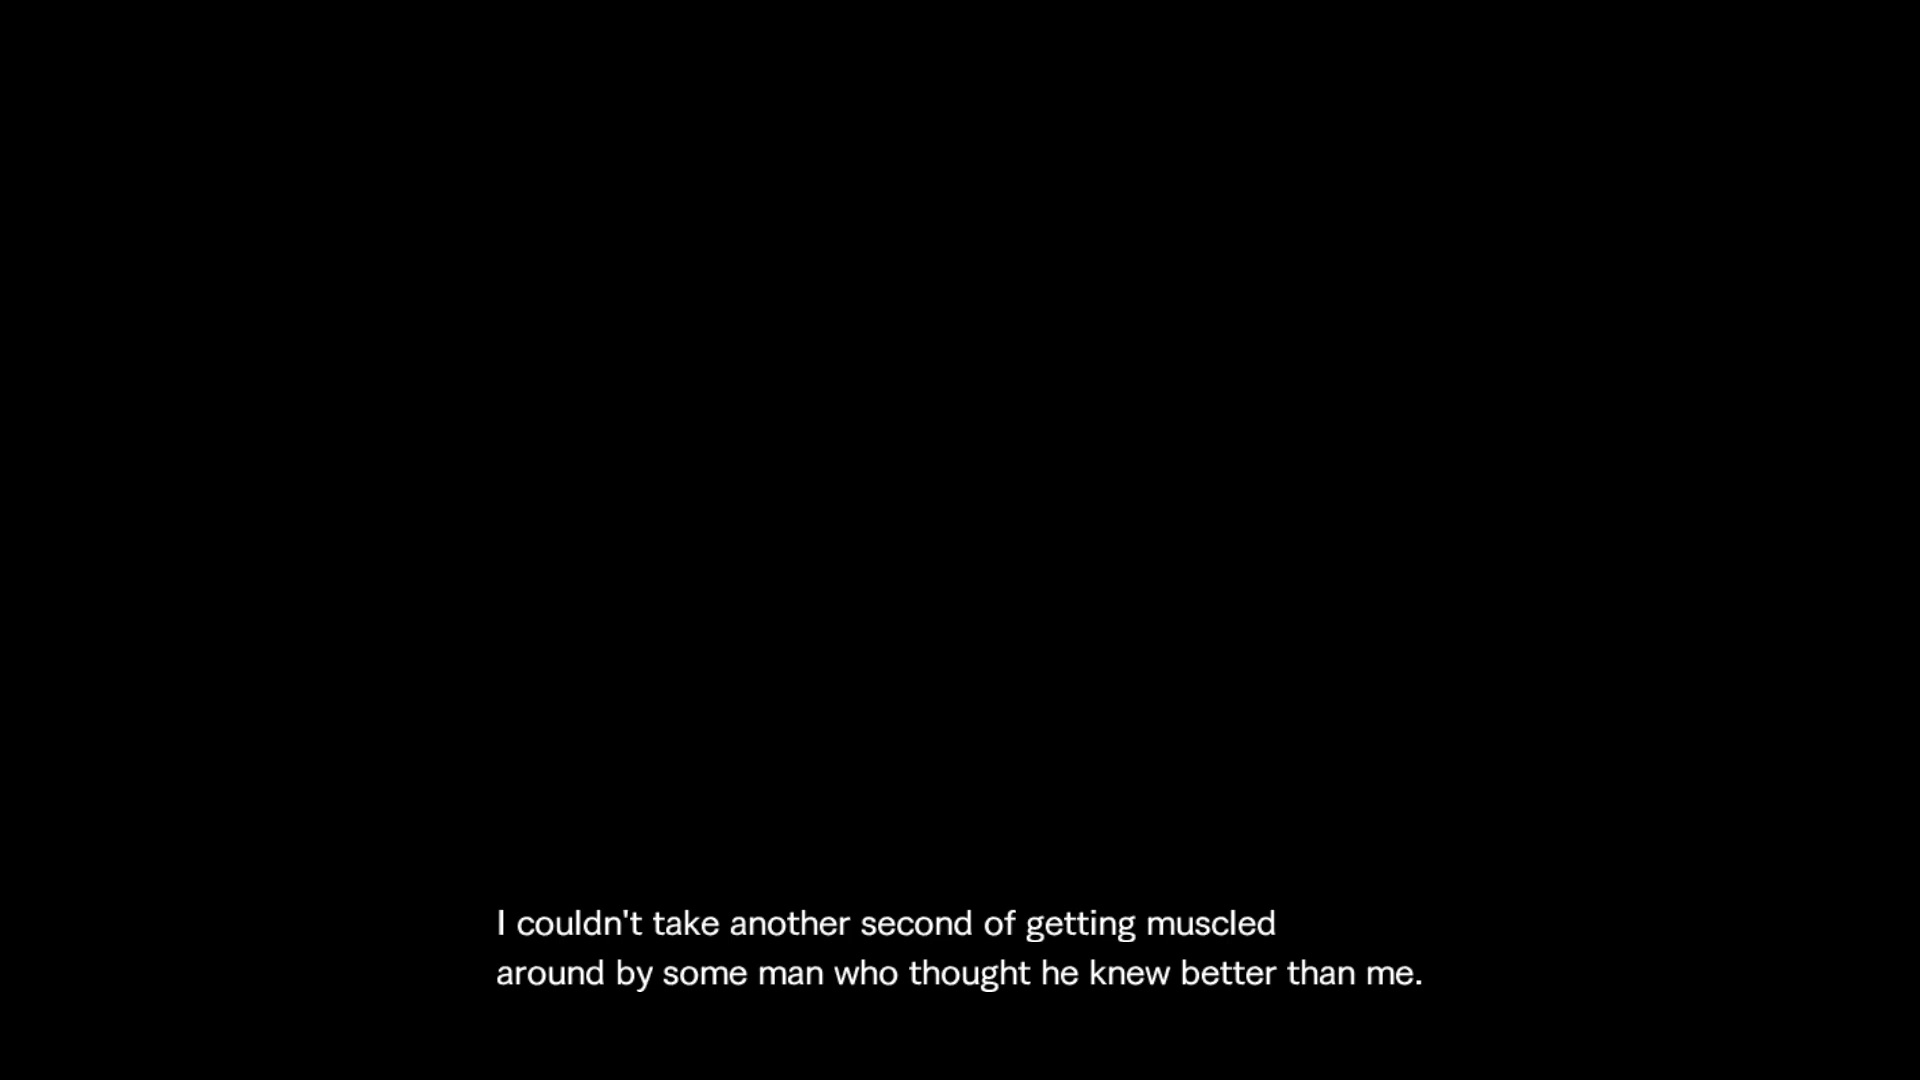 I couldn't take another second of getting muscled
around by some man who thought he knew better than me.